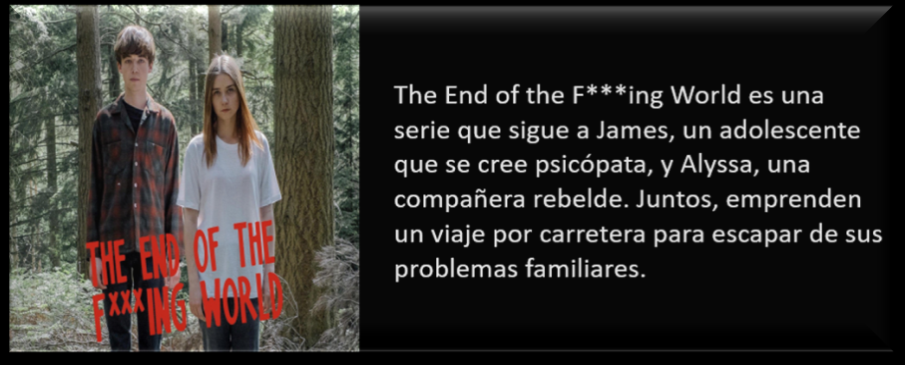 THE END OF THE
F***ING WORLD
The End of the F***ing World es una
serie que sigue a James, un adolescente
que se cree psicópata, y Alyssa, una
compañera rebelde. Juntos, emprenden
un viaje por carretera para escapar de sus
problemas familiares.